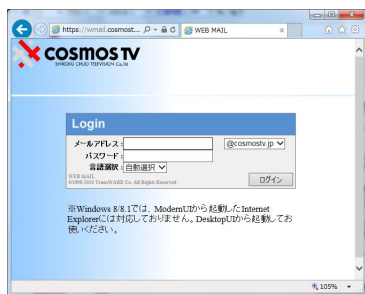 https://wmail.cosmost...
WEB MAIL
COSMOS TV
SHIKOKU CHUO TELEVISION Co,.ltd
Login
メールアドレス :
@cosmostv.jp
パスワード :
言語選択 : 自動選択
WEB MAIL
©1998-2010 TransWARE Co. All Rights Reserved.
ログイン
※Windows 8/8.1では、ModernUIから起動したInternet
Explorerには対応しておりません。DesktopUIから起動してお
使いください。
105%